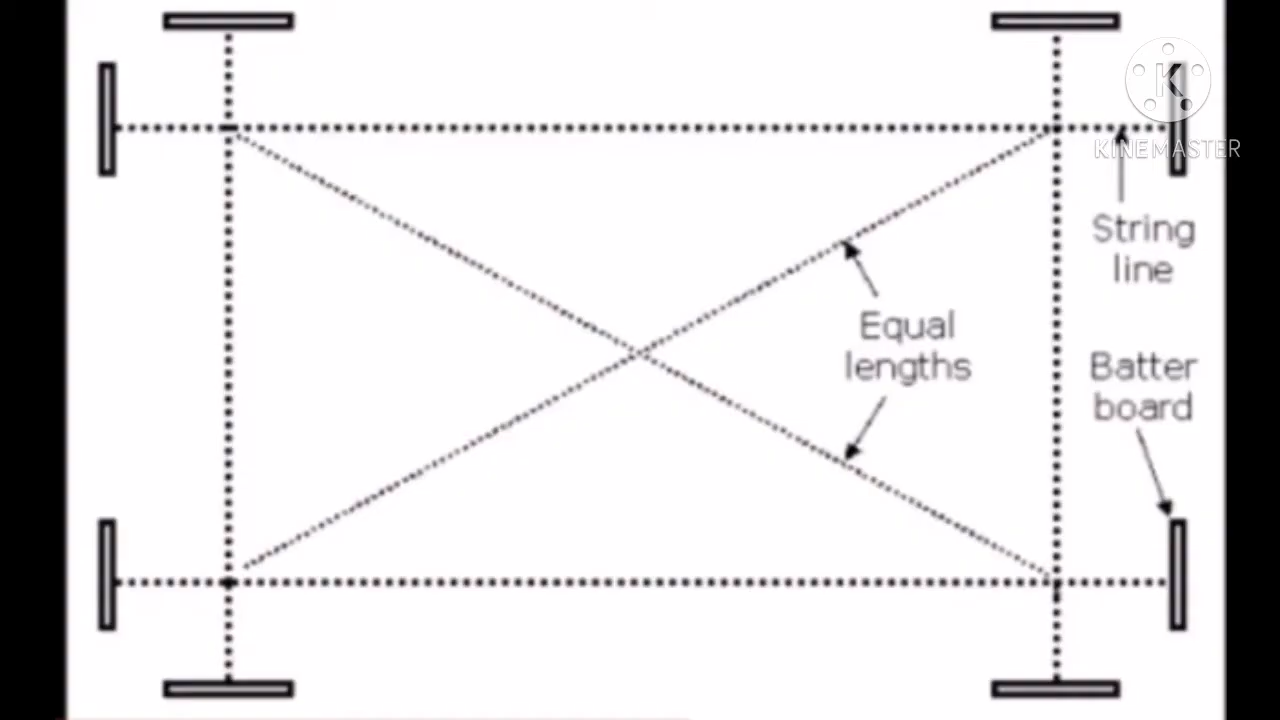 K
KINEMASTER
String
line
Equal
lengths
Batter
board